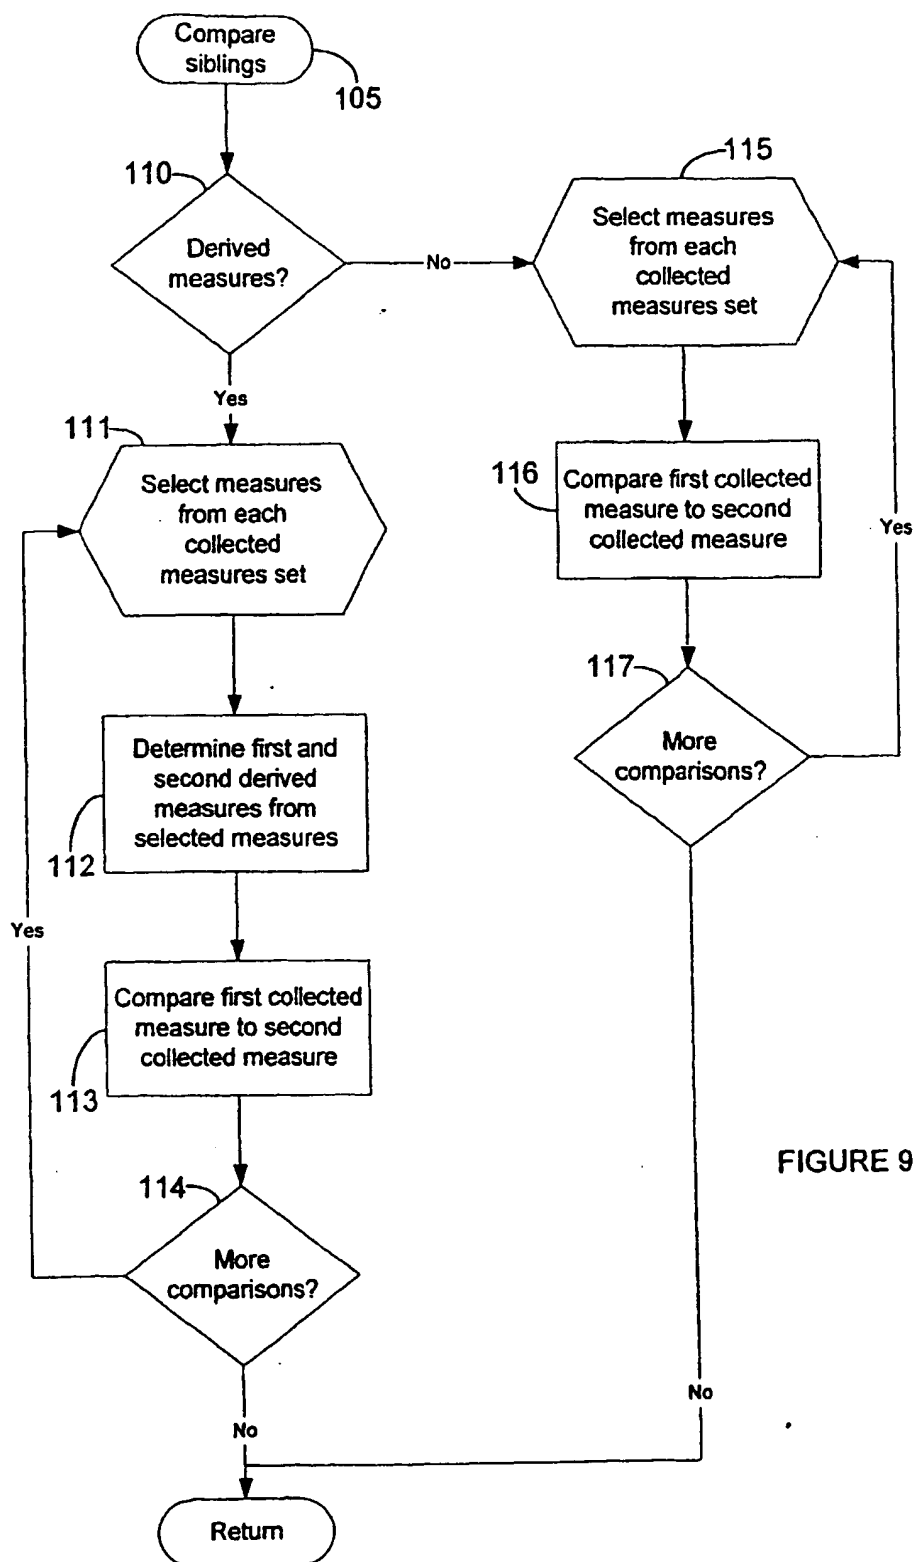 Compare
siblings
105
110
Derived
measures?
No
Yes
115
Select measures
from each
collected
measures set
111
Select measures
from each
collected
measures set
116
Compare first collected
measure to second
collected measure
Yes
117
More
comparisons?
Determine first and
second derived
measures from
selected measures
112
Yes
Compare first collected
measure to second
collected measure
113
114
More
comparisons?
FIGURE 9
No
No
Return